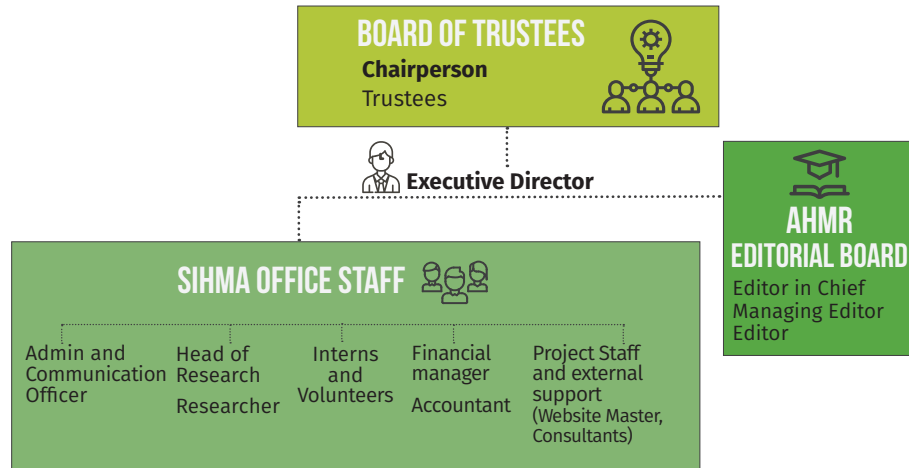 BOARD OF TRUSTEES
Chairperson
Trustees
Executive Director
AHMR
EDITORIAL BOARD
Editor in Chief
Managing Editor
Editor
SIHMA OFFICE STAFF
Admin and
Communication
Officer
Head of
Research
Researcher
Interns
and
Volunteers
Financial
manager
Accountant
Project Staff
and external
support
(Website Master,
Consultants)